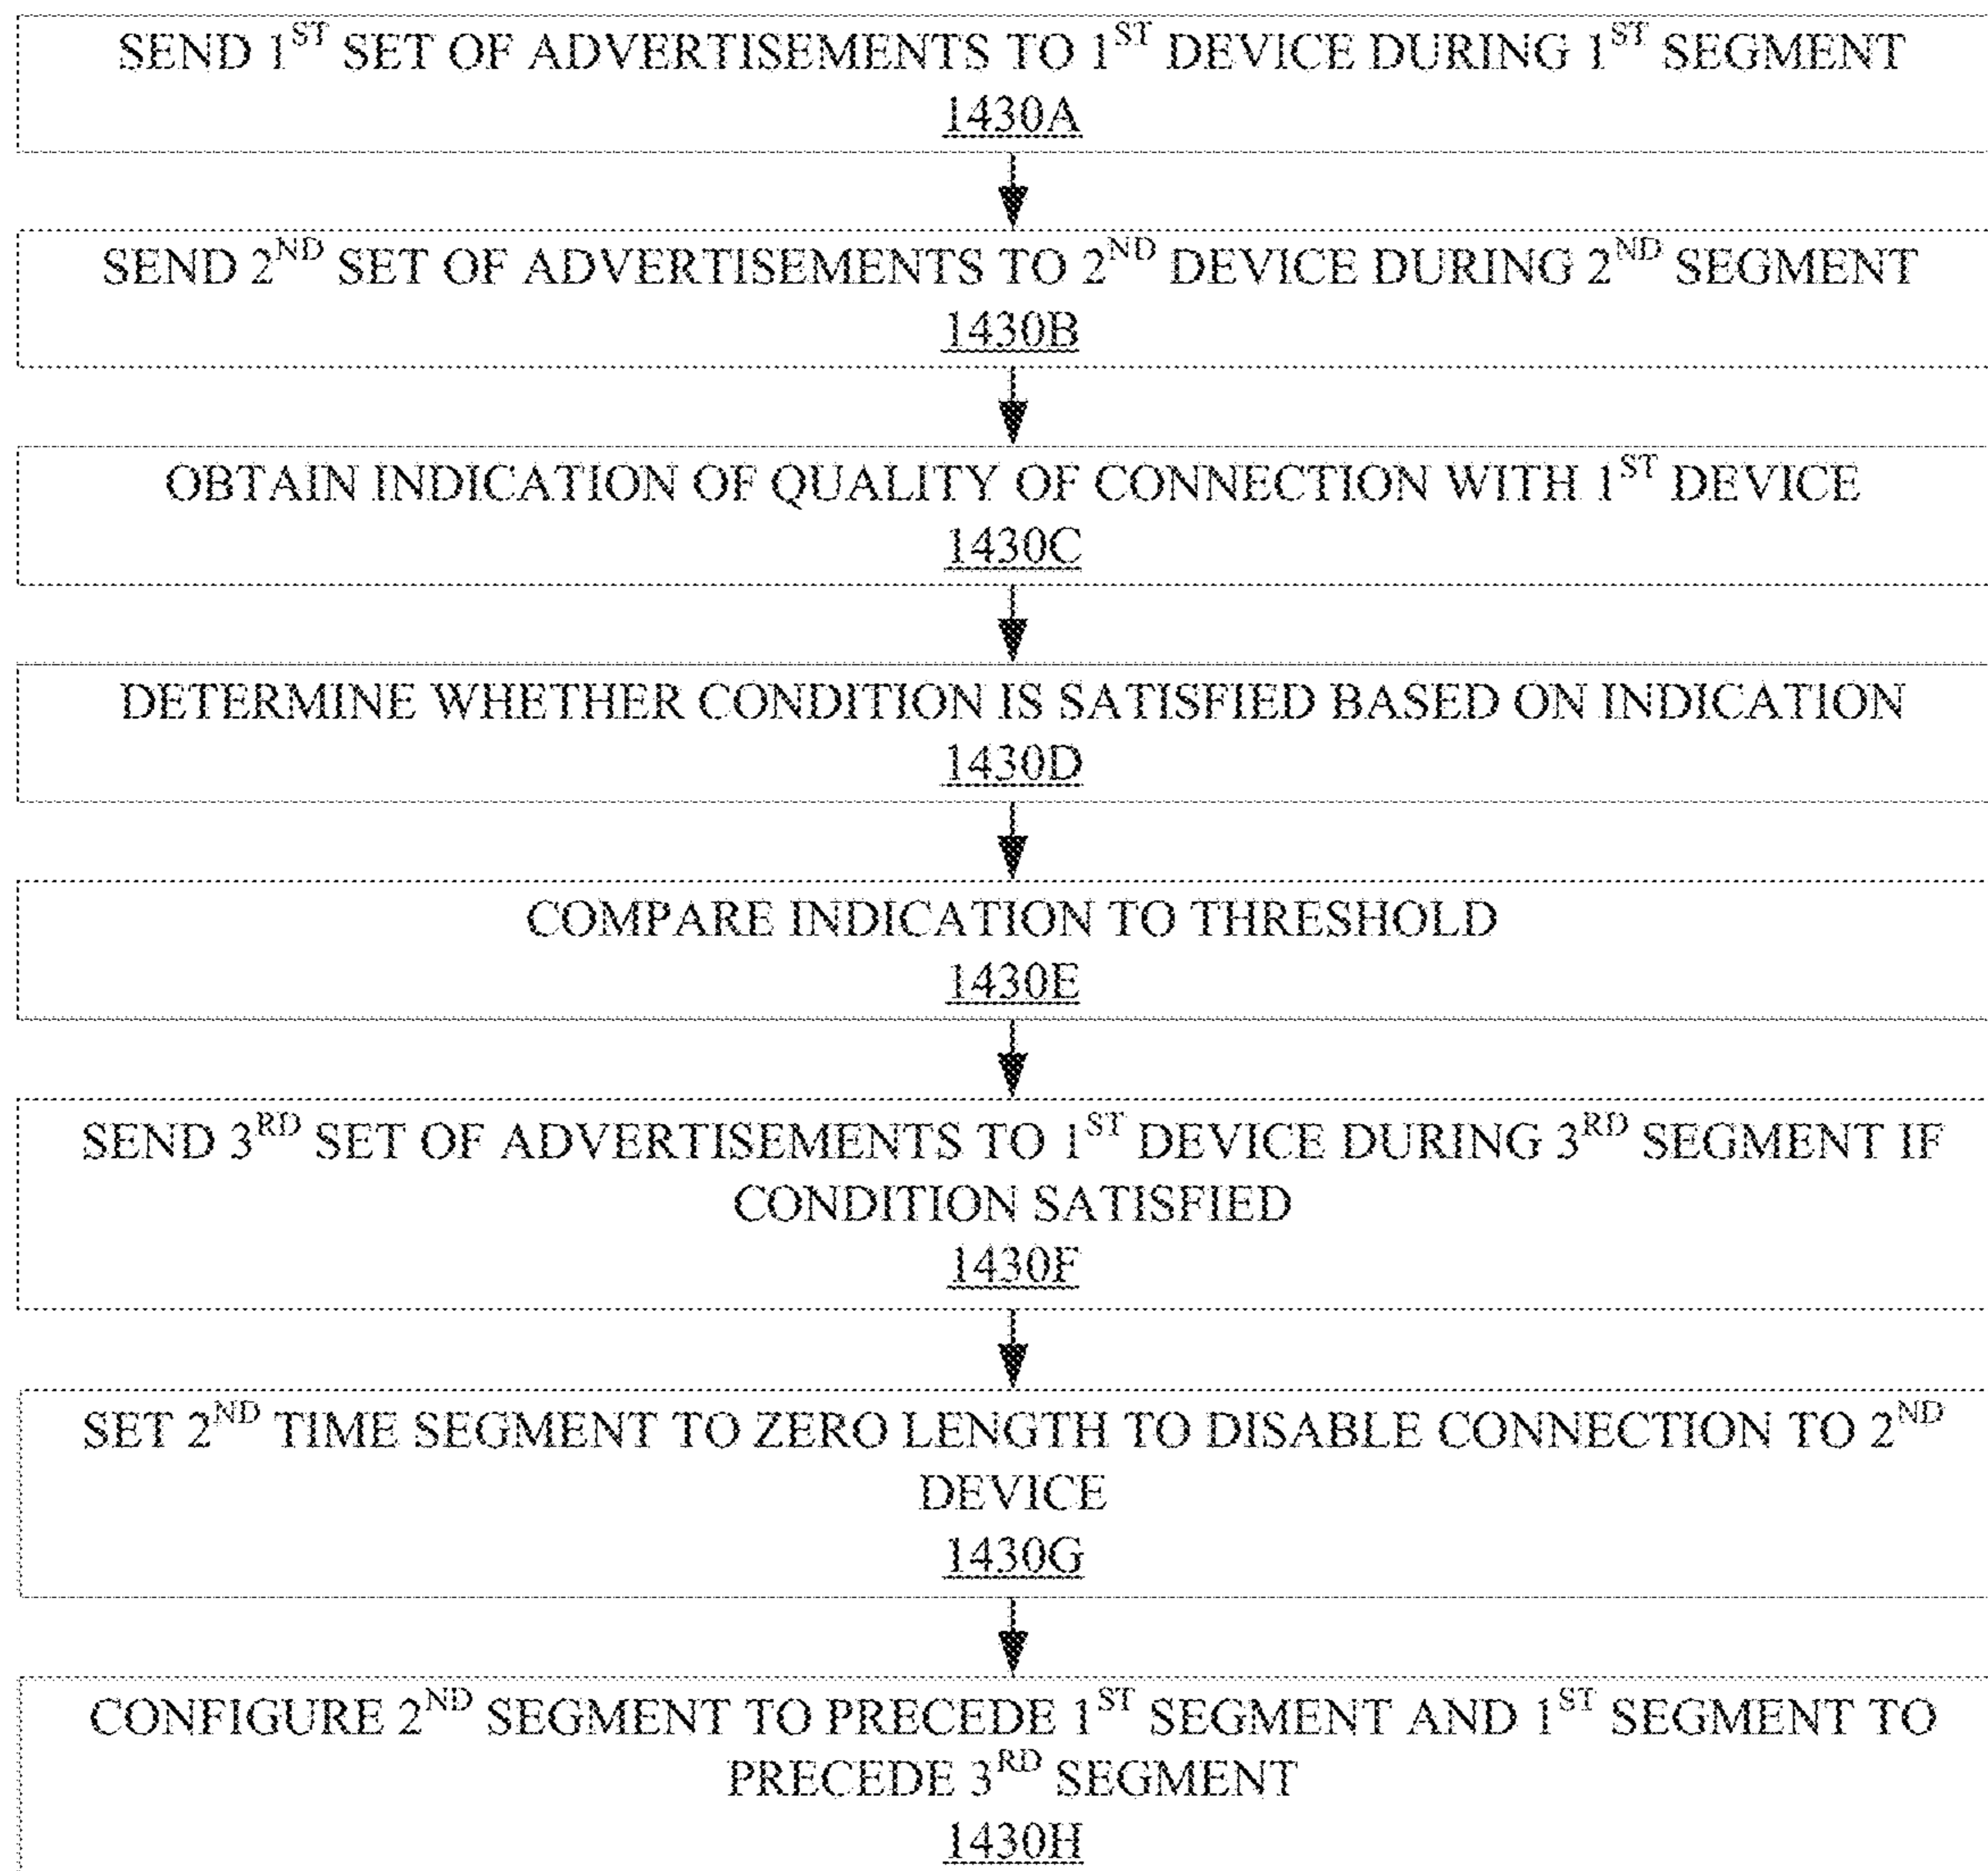 SEND 1ST SET OF ADVERTISEMENTS TO 1ST DEVICE DURING 1ST SEGMENT
1430A
SEND 2ND SET OF ADVERTISEMENTS TO 2ND DEVICE DURING 2ND SEGMENT
1430B
OBTAIN INDICATION OF QUALITY OF CONNECTION WITH 1ST DEVICE
1430C
DETERMINE WHETHER CONDITION IS SATISFIED BASED ON INDICATION
1430D
COMPARE INDICATION TO THRESHOLD
1430E
SEND 3RD SET OF ADVERTISEMENTS TO 1ST DEVICE DURING 3RD SEGMENT IF
CONDITION SATISFIED
1430F
SET 2ND TIME SEGMENT TO ZERO LENGTH TO DISABLE CONNECTION TO 2ND
DEVICE
1430G
CONFIGURE 2ND SEGMENT TO PRECEDE 1ST SEGMENT AND 1ST SEGMENT TO
PRECEDE 3RD SEGMENT
1430H